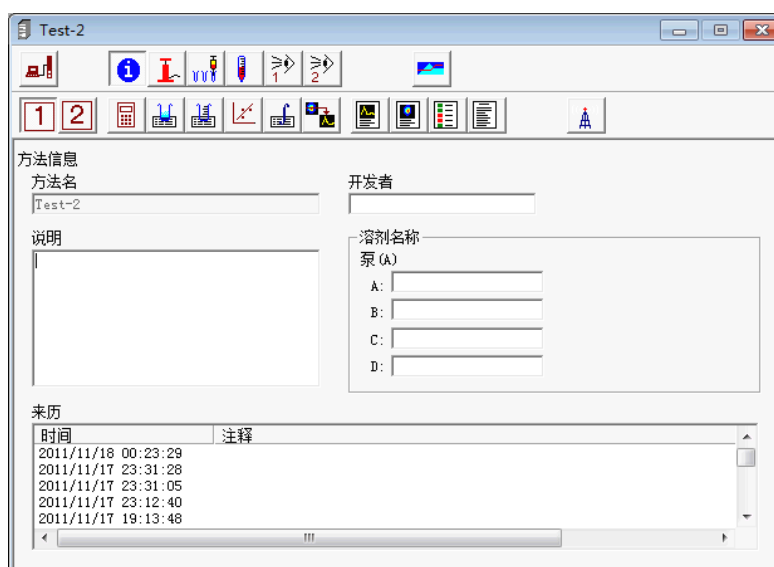 Test-2
1 2
1 2
方法信息
方法名
开发者
Test-2
说明
溶剂名称
泵(A)
A:
B:
C:
D:
来历
时间 注释
2011/11/18 00:23:29
2011/11/17 23:31:28
2011/11/17 23:31:05
2011/11/17 23:12:40
2011/11/17 19:13:48